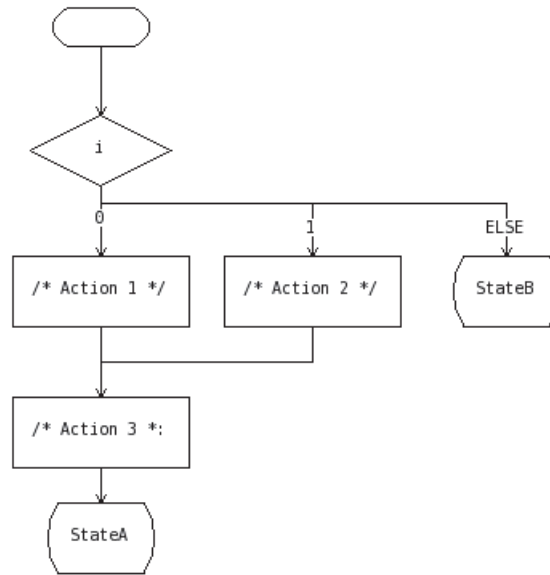 i
0
1
ELSE
/* Action 1 */
/* Action 2 */
StateB
/* Action 3 *:
StateA